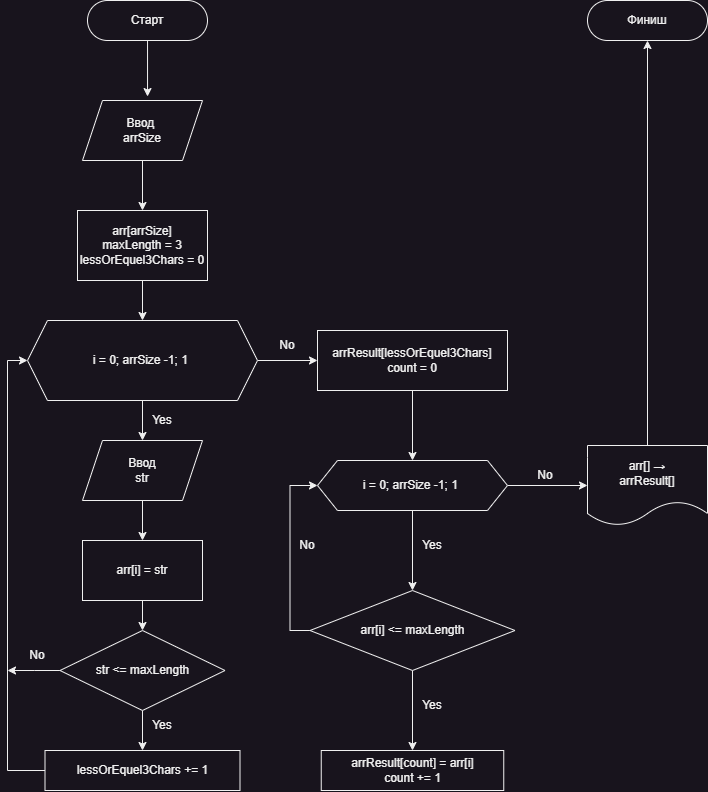 Старт
Финиш
Ввод
arrSize
arr[arrSize]
maxLength = 3
lessOrEquel3Chars = 0
i = 0; arrSize -1; 1
No
arrResult[lessOrEquel3Chars]
count = 0
Yes
Ввод
str
i = 0; arrSize -1; 1
No
arr[] →
arrResult[]
No
Yes
arr[i] = str
arr[i] <= maxLength
No
str <= maxLength
Yes
Yes
lessOrEquel3Chars += 1
arrResult[count] = arr[i]
count += 1